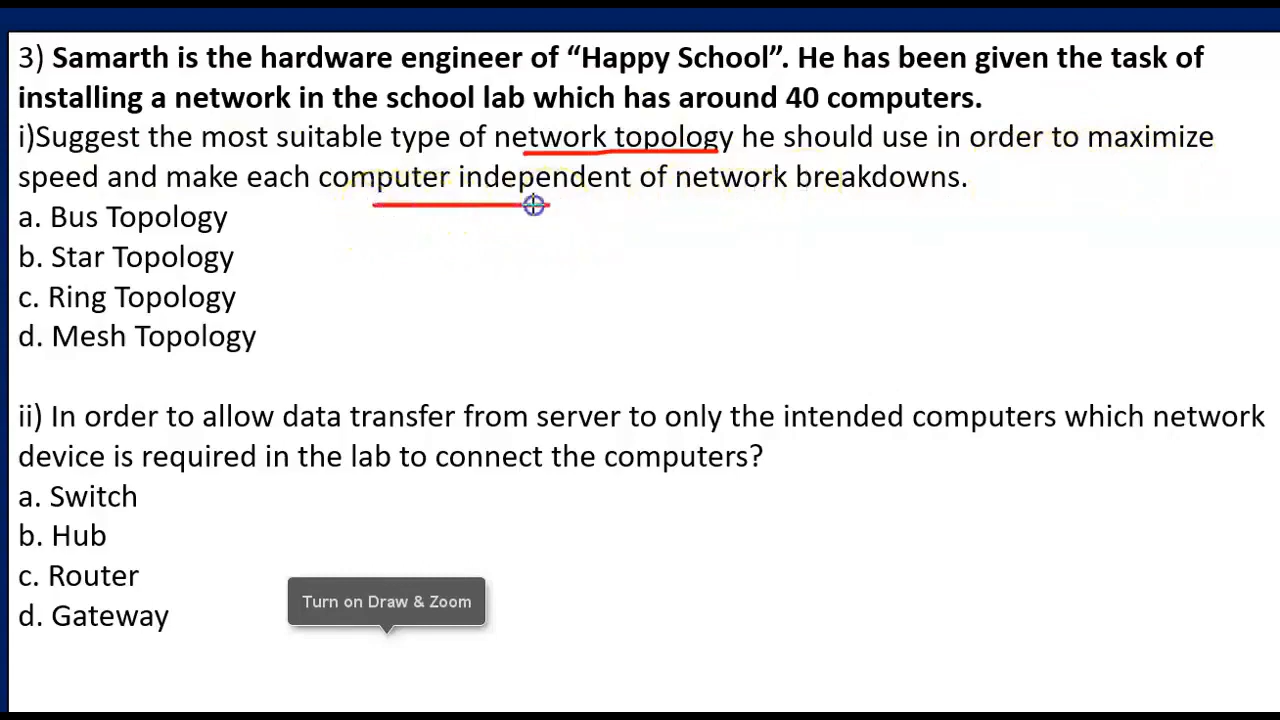 3) Samarth is the hardware engineer of “Happy School”. He has been given the task of
installing a network in the school lab which has around 40 computers.
i)Suggest the most suitable type of network topology he should use in order to maximize
speed and make each computer independent of network breakdowns.
a. Bus Topology
b. Star Topology
c. Ring Topology
d. Mesh Topology
ii) In order to allow data transfer from server to only the intended computers which network
device is required in the lab to connect the computers?
a. Switch
b. Hub
c. Router
d. Gateway
Turn on Draw & Zoom